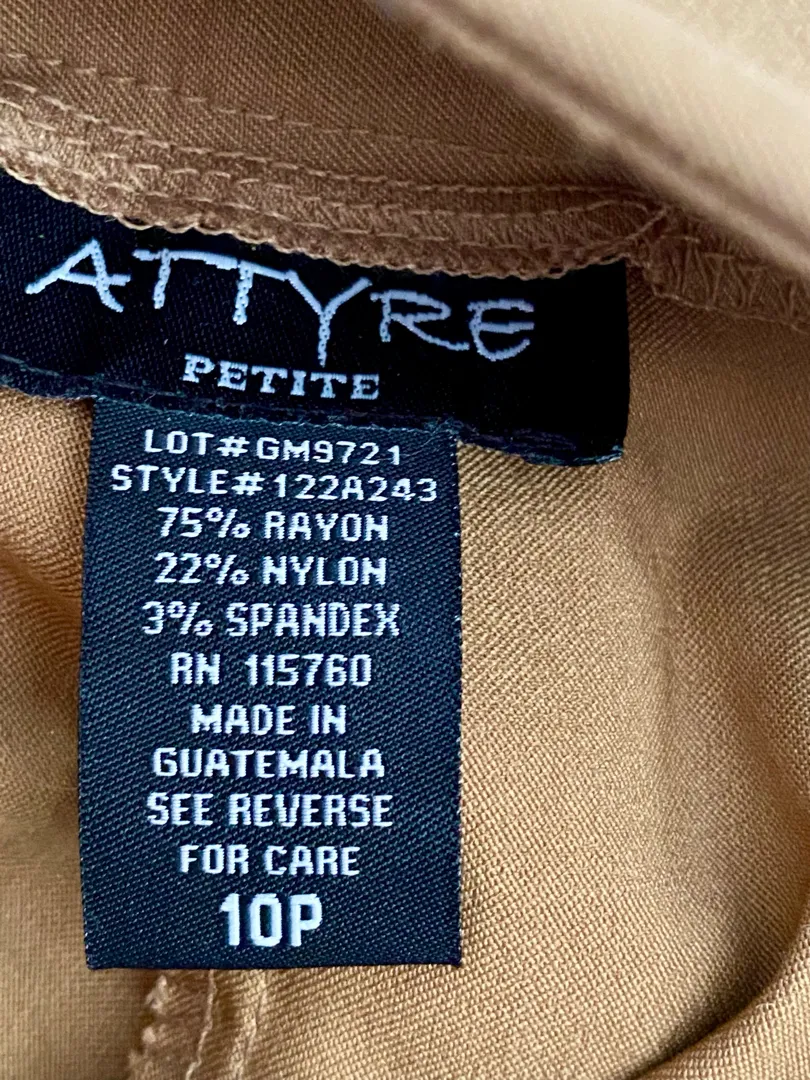 ATTYRE
PETITE
LOT#GM9721
STYLE#122A243
75% RAYON
22% NYLON
3% SPANDEX
RN 115760
MADE IN
GUATEMALA
SEE REVERSE
FOR CARE
10P